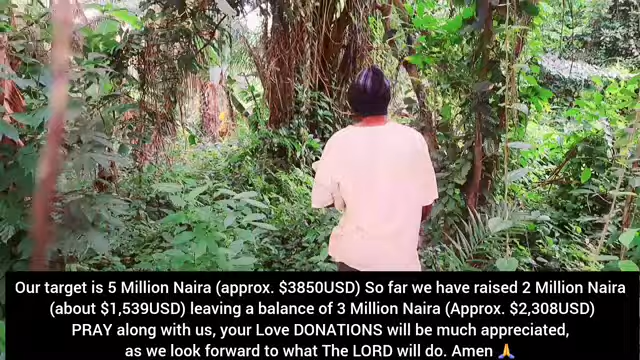 Our target is 5 Million Naira (approx. $3850USD) So far we have raised 2 Million Naira
(about $1,539USD) leaving a balance of 3 Million Naira (Approx. $2,308USD)
PRAY along with us, your Love DONATIONS will be much appreciated,
as we look forward to what The LORD will do. Amen 🙏